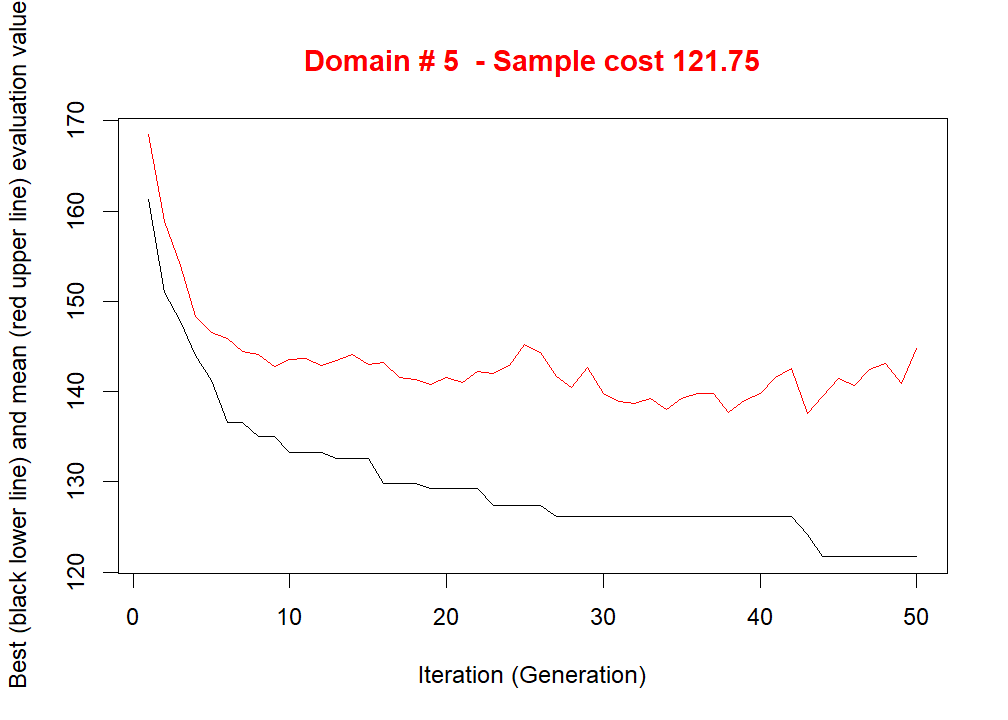 Domain # 5  - Sample cost 121.75
Best (black lower line) and mean (red upper line) evaluation value
170
160
150
140
130
120
0 10 20 30 40 50
Iteration (Generation)